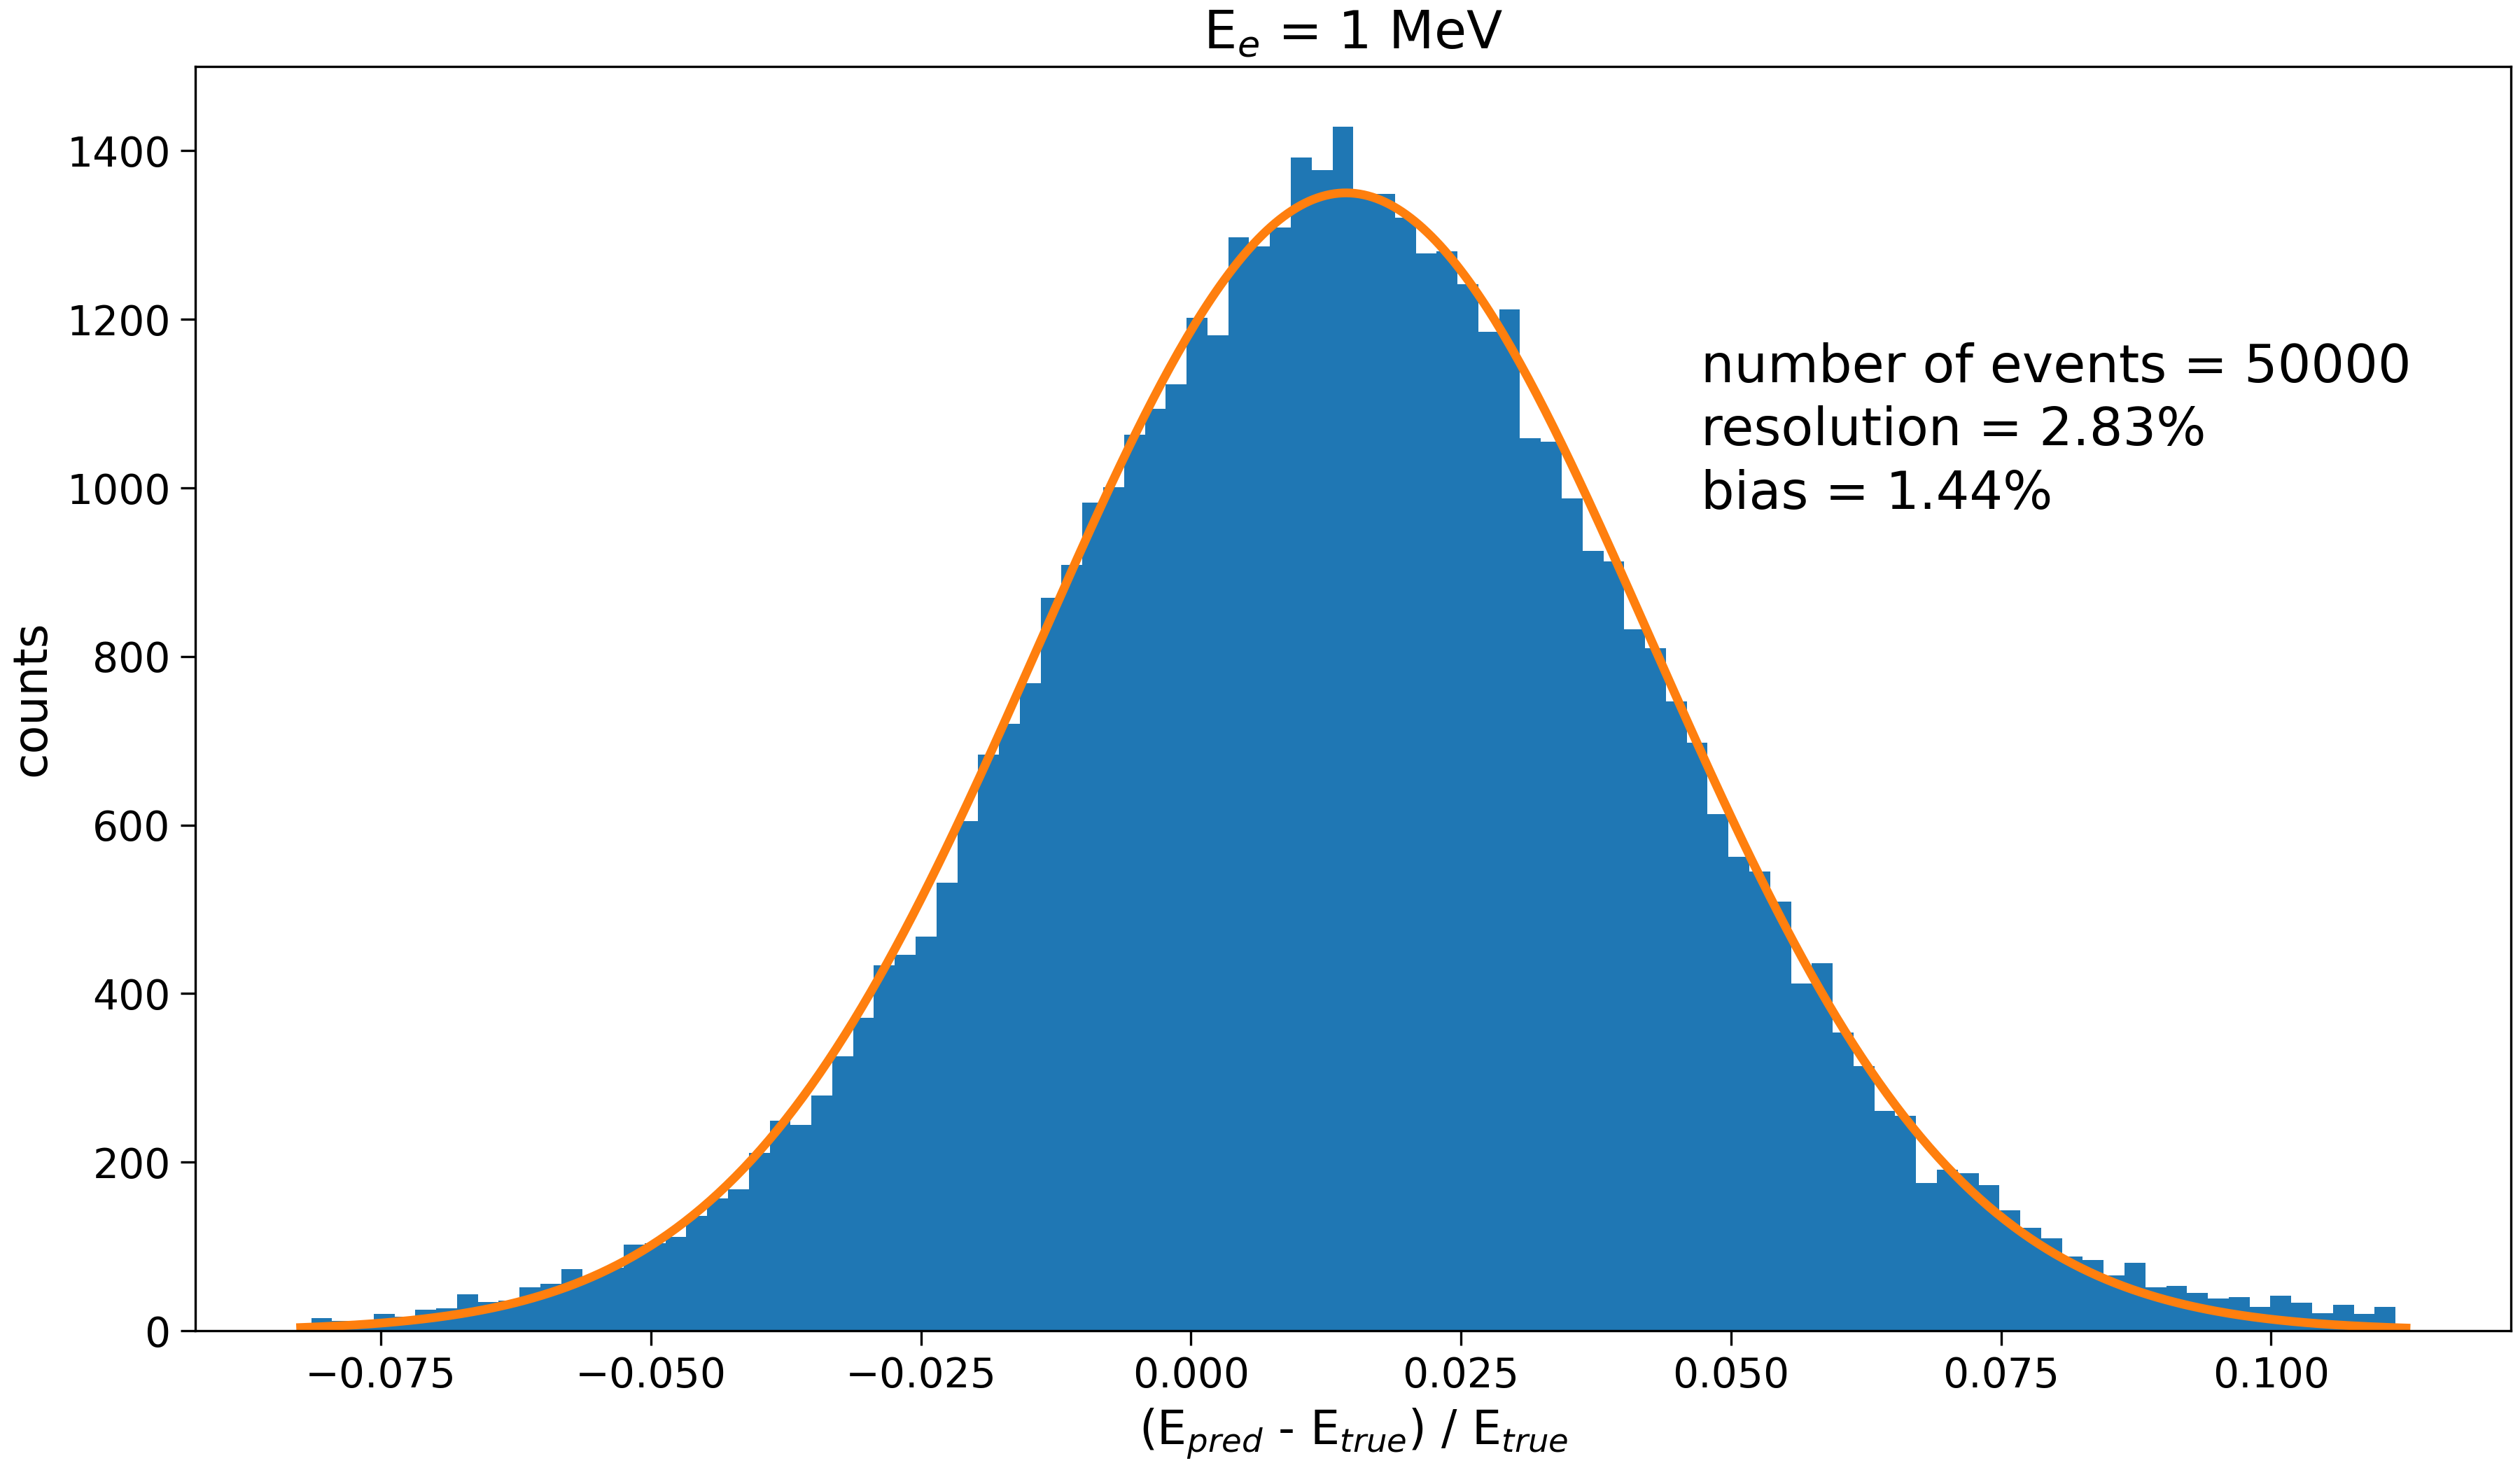 E_e = 1 MeV
1400
1200
1000
800
600
400
200
0
counts
number of events = 50000
resolution = 2.83%
bias = 1.44%
−0.075 −0.050 −0.025 0.000 0.025 0.050 0.075 0.100
(E_pred - E_true) / E_true